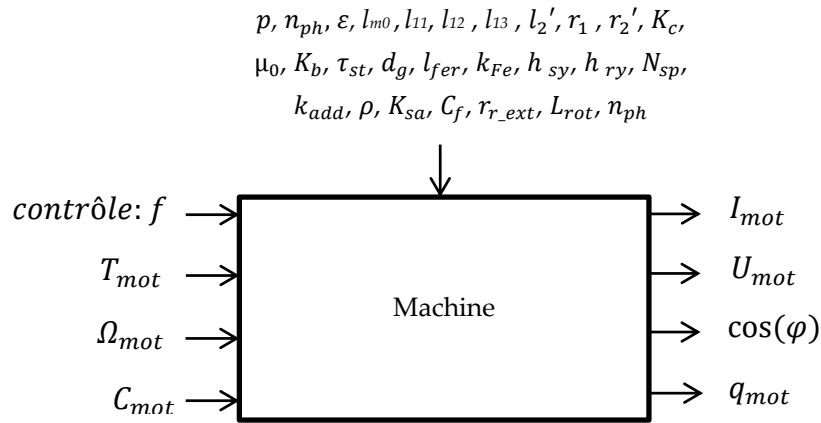 p, n_ph, ε, l_m0, l_11, l_12, l_13, l_2′, r_1, r_2′, K_c,
μ_0, K_b, τ_st, d_g, l_fer, k_Fe, h_sy, h_ry, N_sp,
k_add, ρ, K_sa, C_f, r_r_ext, L_rot, n_ph
contrôle: f
T_mot
Ω_mot
C_mot
Machine
I_mot
U_mot
cos(φ)
q_mot